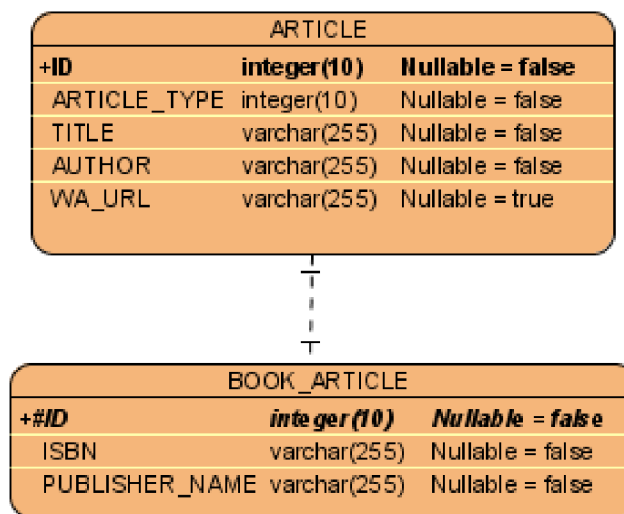 ARTICLE
+ID integer(10) Nullable = false
ARTICLE_TYPE integer(10) Nullable = false
TITLE varchar(255) Nullable = false
AUTHOR varchar(255) Nullable = false
WA_URL varchar(255) Nullable = true
BOOK_ARTICLE
+#ID integer(10) Nullable = false
ISBN varchar(255) Nullable = false
PUBLISHER_NAME varchar(255) Nullable = false